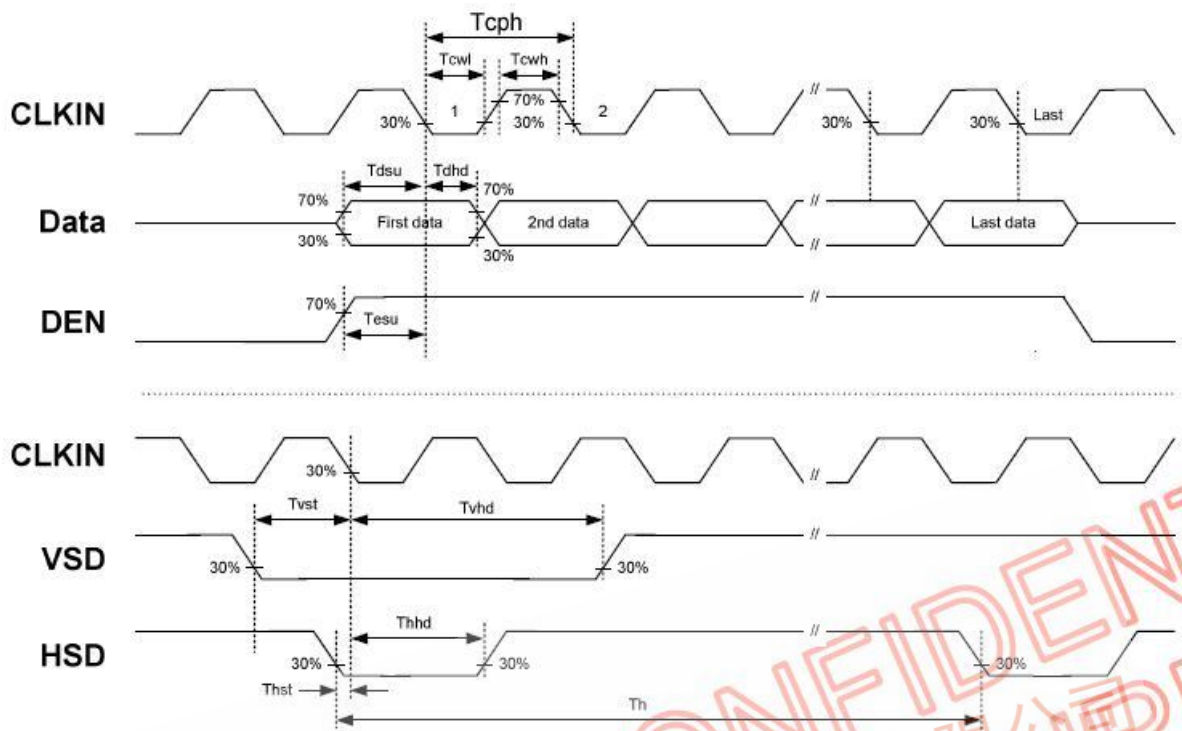 Tcph
Tcwl Tcwh
CLKIN 30% 1 70% 30% 2 // 30% 30% Last
Tdsu Tdhd
70% 70%
Data First data 2nd data // // Last data
30% 30%
70% //
DEN Tesu
CLKIN 30% //
Tvst Tvhd
VSD 30% 30% //
Thhd
HSD 30% 30% // 30%
Thst
Th